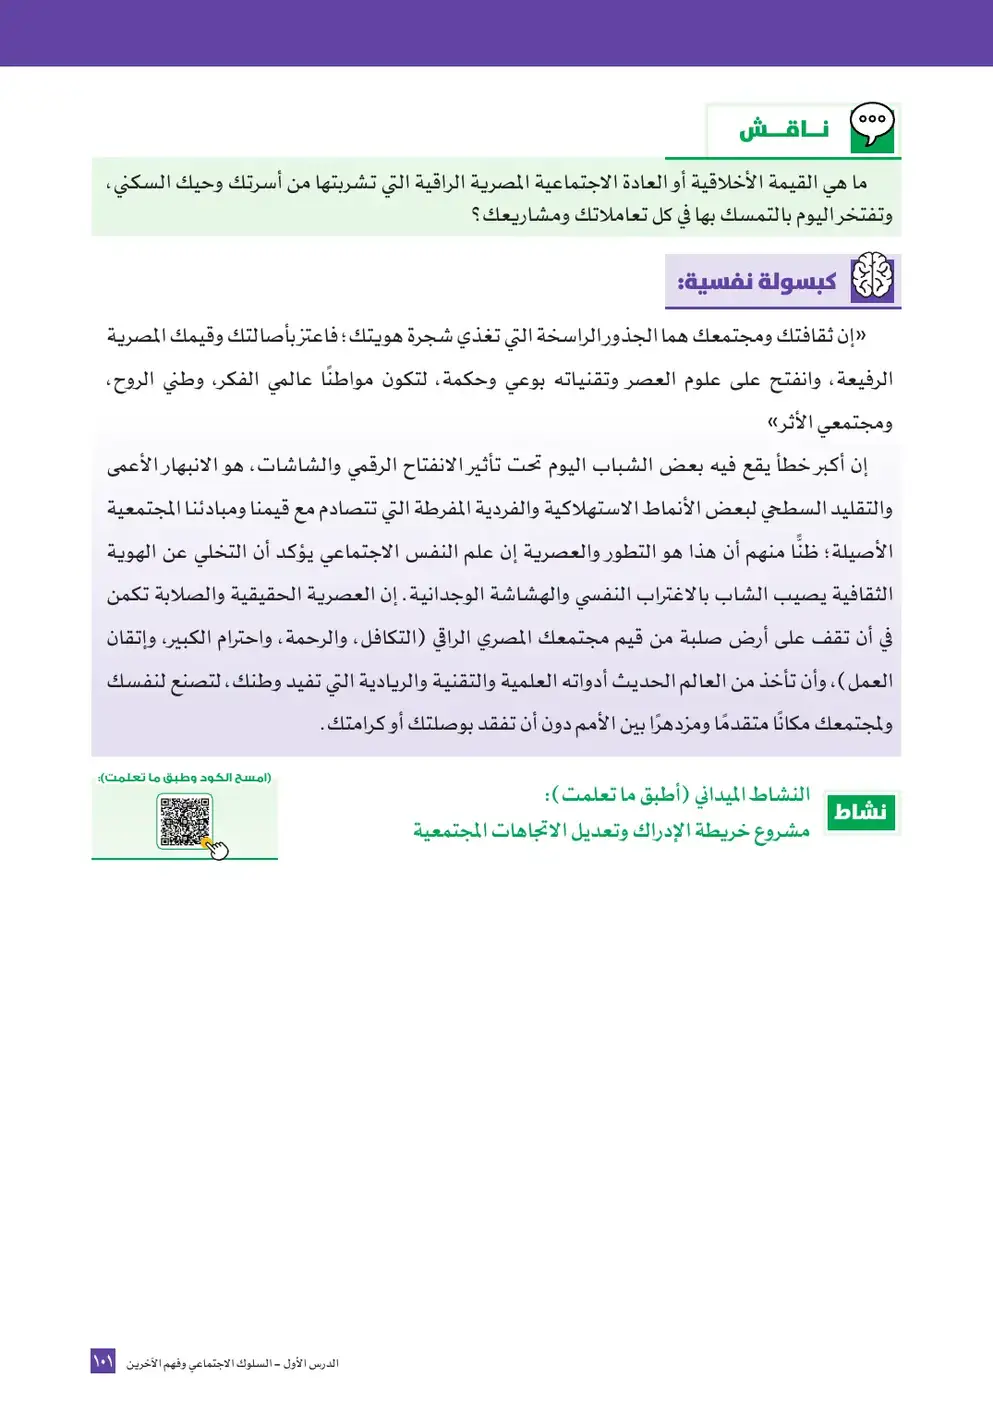 نــاقــش
ما هي القيمة الأخلاقية أو العادة الاجتماعية المصرية الراقية التي تشربتها من أسرتك وحيك السكني،
وتفتخر اليوم بالتمسك بها في كل تعاملاتك ومشاريعك؟
كبسولة نفسية:
«إن ثقافتك ومجتمعك هما الجذور الراسخة التي تغذي شجرة هويتك؛ فاعتز بأصالتك وقيمك المصرية
الرفيعة، وانفتح على علوم العصر وتقنياته بوعي وحكمة، لتكون مواطنًا عالمي الفكر، وطني الروح،
ومجتمعي الأثر»
إن أكبر خطأ يقع فيه بعض الشباب اليوم تحت تأثير الانفتاح الرقمي والشاشات، هو الانبهار الأعمى
والتقليد السطحي لبعض الأنماط الاستهلاكية والفردية المفرطة التي تتصادم مع قيمنا ومبادئنا المجتمعية
الأصيلة؛ ظنًّا منهم أن هذا هو التطور والعصرية إن علم النفس الاجتماعي يؤكد أن التخلي عن الهوية
الثقافية يصيب الشاب بالاغتراب النفسي والهشاشة الوجدانية. إن العصرية الحقيقية والصلابة تكمن
في أن تقف على أرض صلبة من قيم مجتمعك المصري الراقي (التكافل، والرحمة، واحترام الكبير، وإتقان
العمل)، وأن تأخذ من العالم الحديث أدواته العلمية والتقنية والريادية التي تفيد وطنك، لتصنع لنفسك
ولمجتمعك مكانًا متقدمًا ومزدهرًا بين الأمم دون أن تفقد بوصلتك أو كرامتك.
نشاط
النشاط الميداني (أطبق ما تعلمت):
مشروع خريطة الإدراك وتعديل الاتجاهات المجتمعية
(امسح الكود وطبق ما تعلمت):
الدرس الأول – السلوك الاجتماعي وفهم الآخرين
١٠١